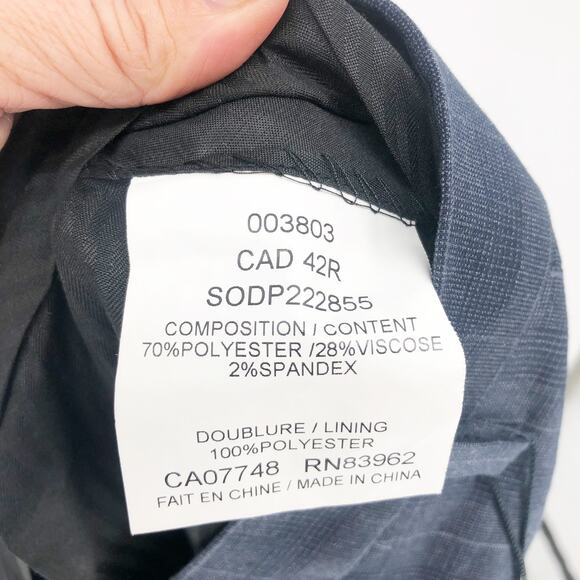 003803
CAD 42R
SODP222855
COMPOSITION / CONTENT
70%POLYESTER /28%VISCOSE
2%SPANDEX
DOUBLURE / LINING
100%POLYESTER
CA07748 RN83962
FAIT EN CHINE / MADE IN CHINA